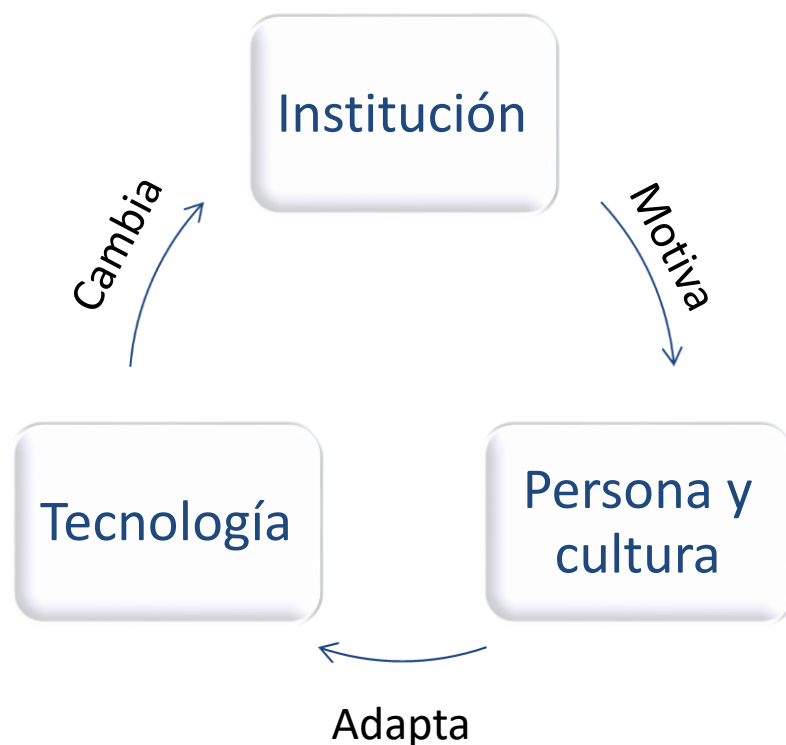 Institución
Cambia
Motiva
Tecnología
Persona y
cultura
Adapta